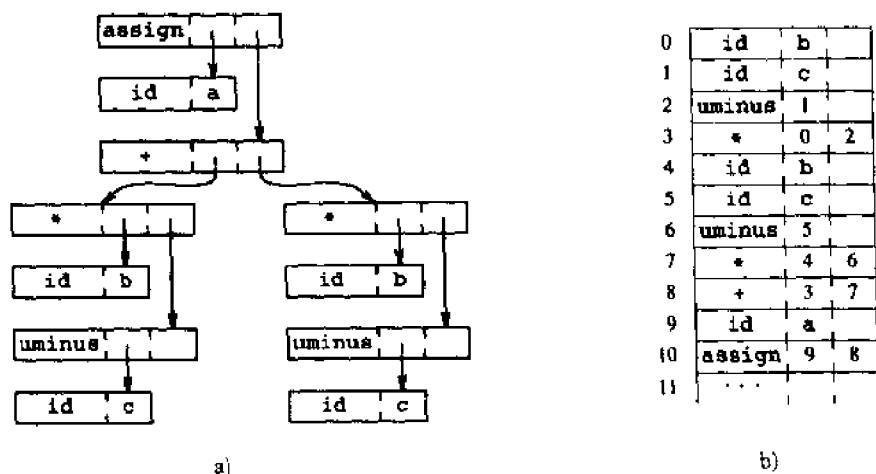 assign
id a
+
* *
id b id b
uminus uminus
id c id c
a)
0 id b
1 id c
2 uminus 1
3 * 0 2
4 id b
5 id c
6 uminus 5
7 * 4 6
8 + 3 7
9 id a
10 assign 9 8
11 ...
b)